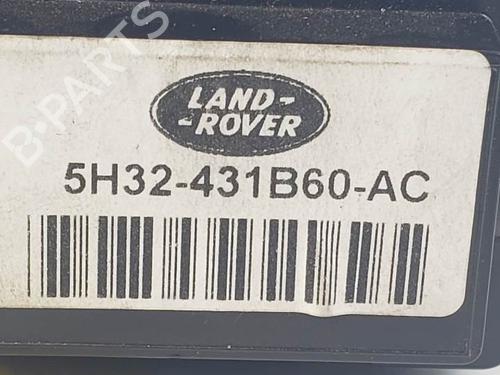 B-PARTS
LAND-
-ROVER
5H32-431B60-AC